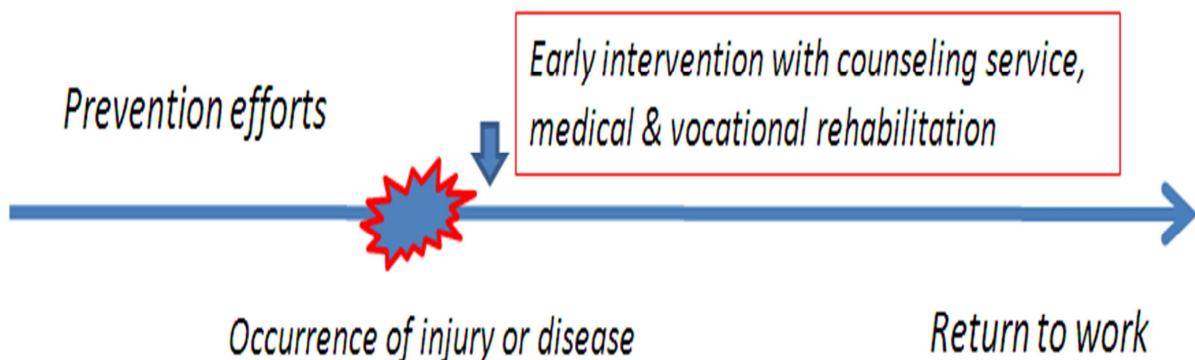 Prevention efforts
Early intervention with counseling service,
medical & vocational rehabilitation
Occurrence of injury or disease
Return to work